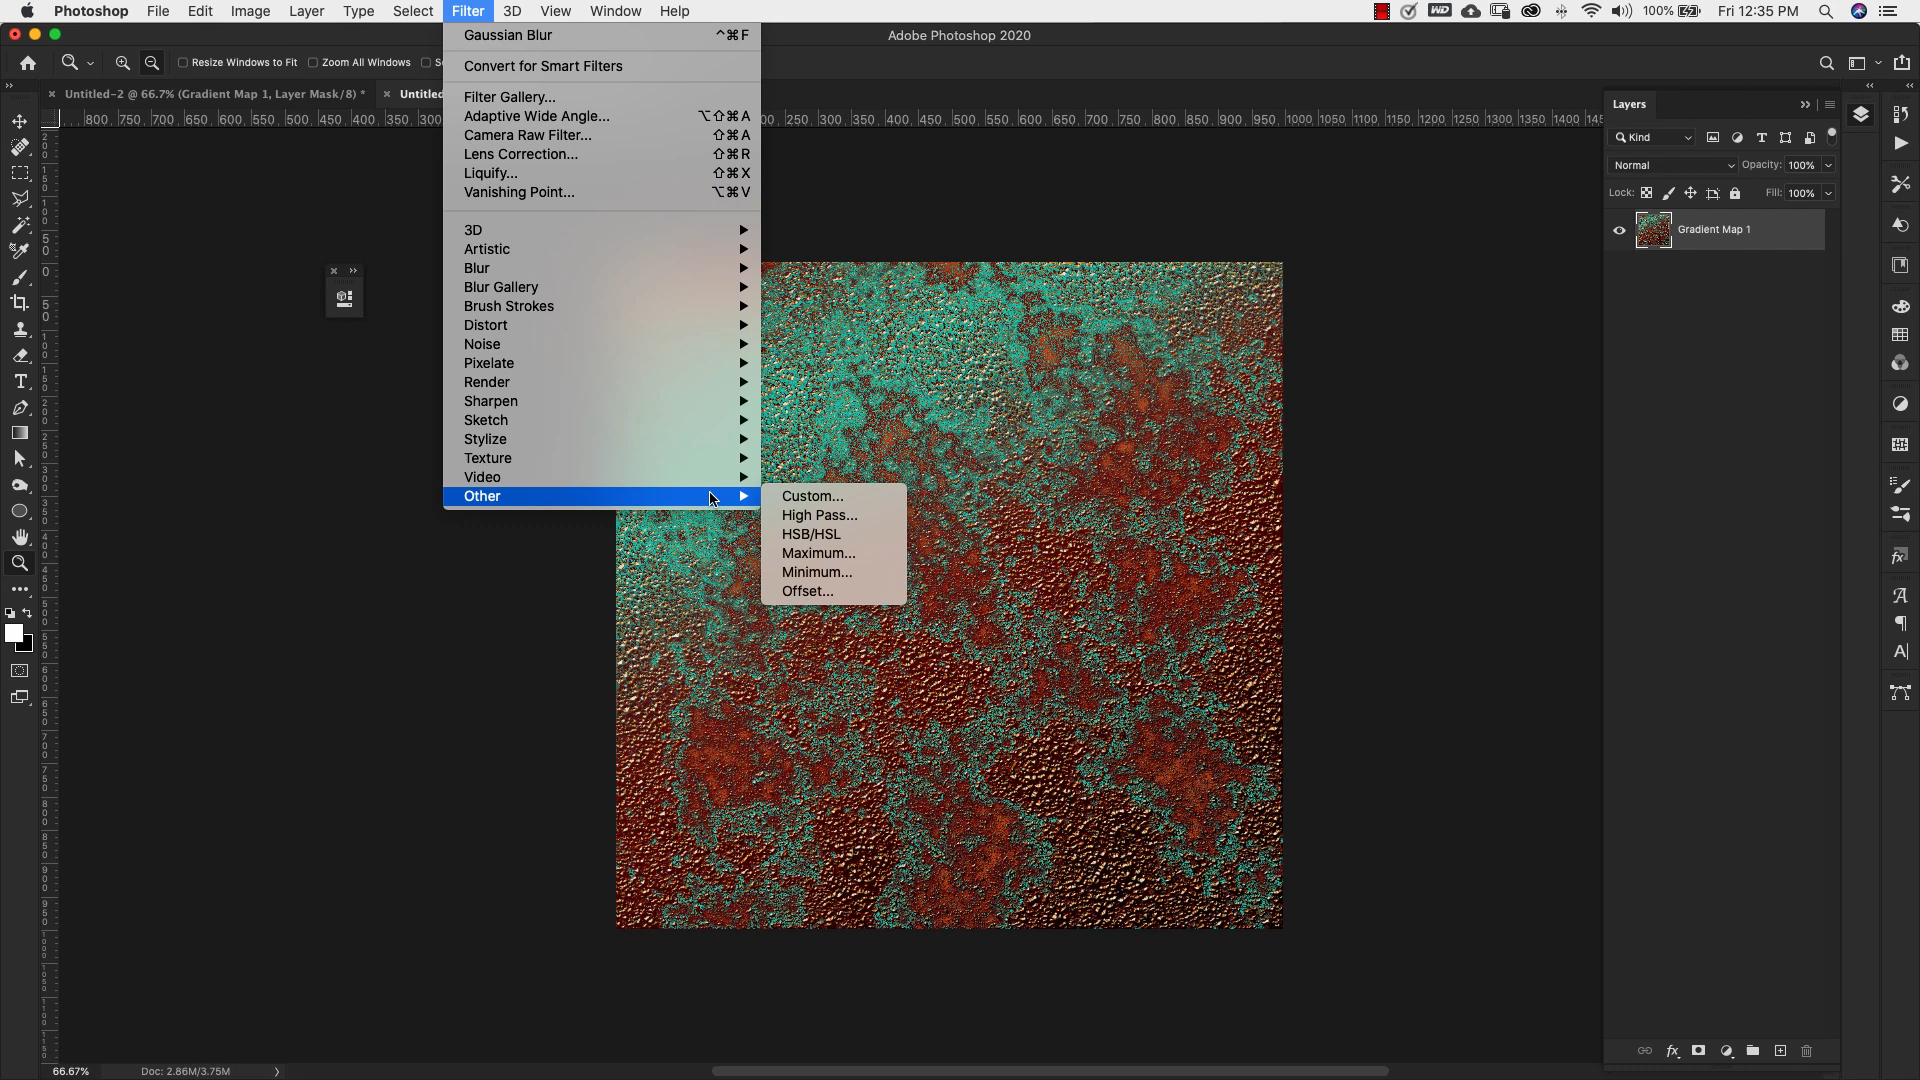 Photoshop File Edit Image Layer Type Select Filter 3D View Window Help 100% Fri 12:35 PM
Adobe Photoshop 2020
Resize Windows to Fit Zoom All Windows
Untitled-2 @ 66.7% (Gradient Map 1, Layer Mask/8) *
Gaussian Blur ^⌘F
Convert for Smart Filters
Filter Gallery...
Adaptive Wide Angle... ⌥⇧⌘A
Camera Raw Filter... ⇧⌘A
Lens Correction... ⇧⌘R
Liquify... ⇧⌘X
Vanishing Point... ⌥⌘V
3D
Artistic
Blur
Blur Gallery
Brush Strokes
Distort
Noise
Pixelate
Render
Sharpen
Sketch
Stylize
Texture
Video
Other
Custom...
High Pass...
HSB/HSL
Maximum...
Minimum...
Offset...
Layers
Kind
Normal Opacity: 100%
Lock: Fill: 100%
Gradient Map 1
66.67% Doc: 2.86M/3.75M